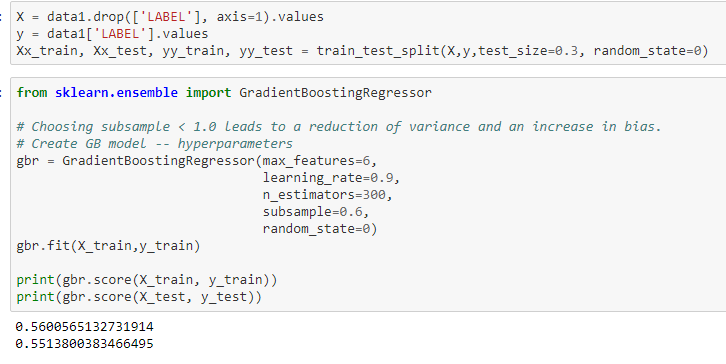 X = data1.drop(['LABEL'], axis=1).values
y = data1['LABEL'].values
Xx_train, Xx_test, yy_train, yy_test = train_test_split(X,y,test_size=0.3, random_state=0)
from sklearn.ensemble import GradientBoostingRegressor
# Choosing subsample < 1.0 leads to a reduction of variance and an increase in bias.
# Create GB model -- hyperparameters
gbr = GradientBoostingRegressor(max_features=6,
learning_rate=0.9,
n_estimators=300,
subsample=0.6,
random_state=0)
gbr.fit(X_train,y_train)
print(gbr.score(X_train, y_train))
print(gbr.score(X_test, y_test))
0.5600565132731914
0.5513800383466495